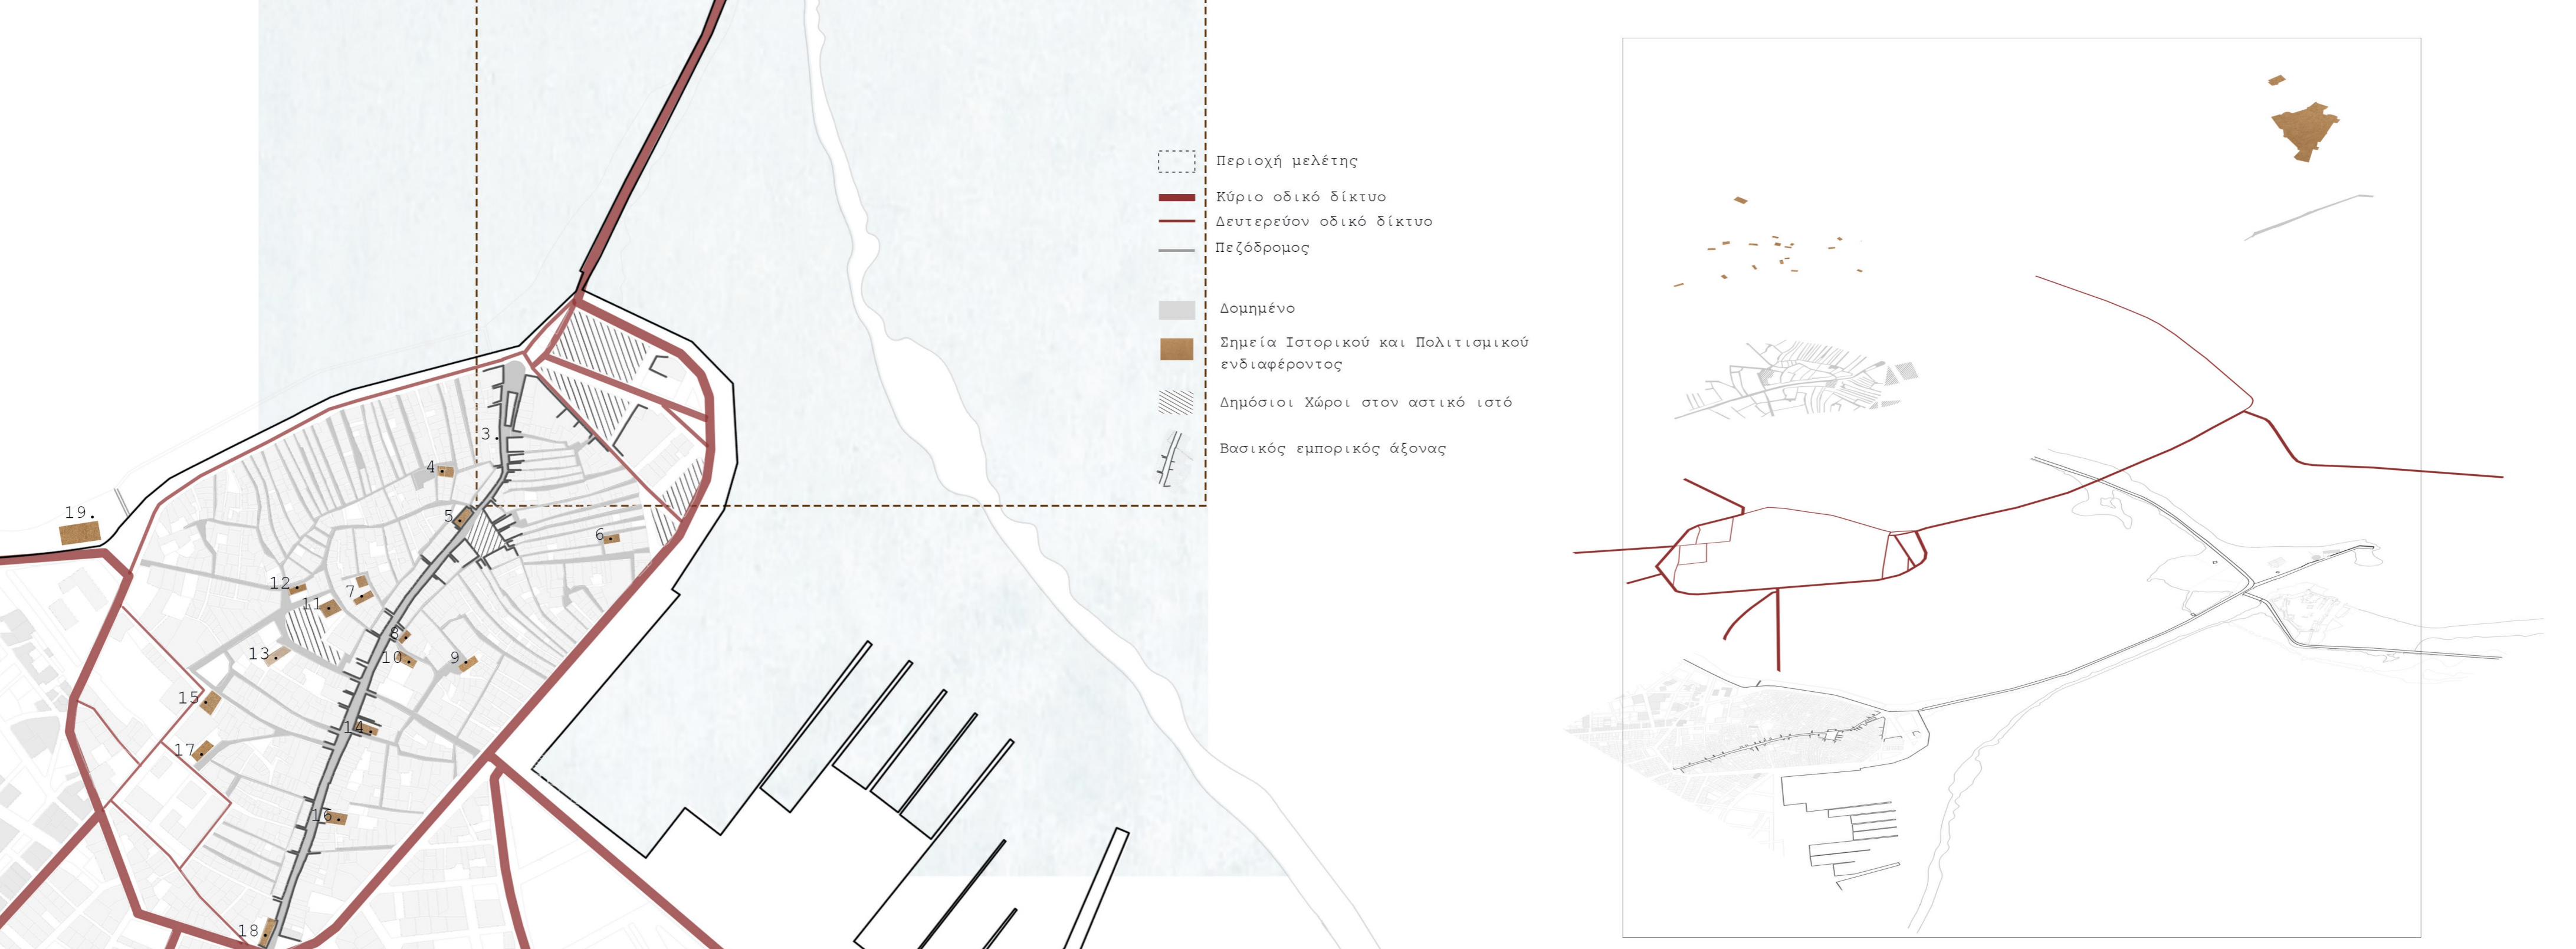 Περιοχή μελέτης
Κύριο οδικό δίκτυο
Δευτερεύον οδικό δίκτυο
Πεζόδρομος
Δομημένο
Σημεία Ιστορικού και Πολιτισμικού
ενδιαφέροντος
Δημόσιοι Χώροι στον αστικό ιστό
Βασικός εμπορικός άξονας
3.
4.
5.
19.
6.
12.
7.
11.
8.
13.
10.
9.
15.
14.
17.
16.
18.